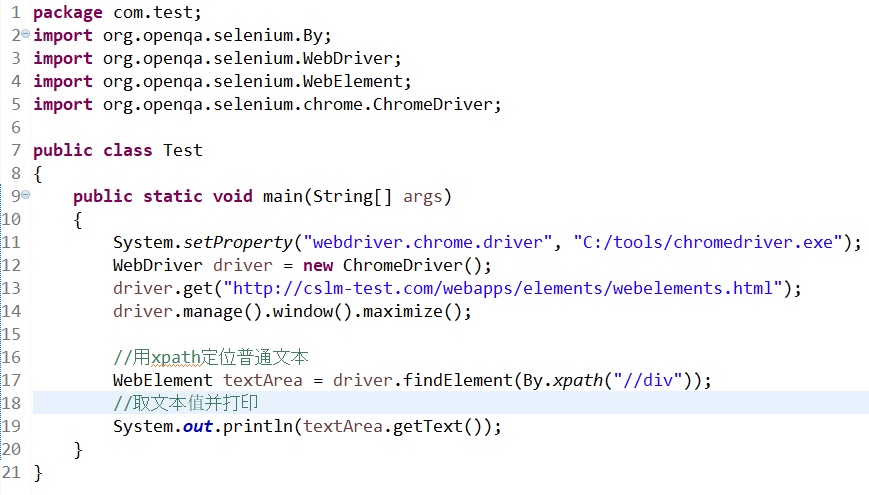 1 package com.test;
2 import org.openqa.selenium.By;
3 import org.openqa.selenium.WebDriver;
4 import org.openqa.selenium.WebElement;
5 import org.openqa.selenium.chrome.ChromeDriver;
6
7 public class Test
8 {
9     public static void main(String[] args)
10     {
11         System.setProperty("webdriver.chrome.driver", "C:/tools/chromedriver.exe");
12         WebDriver driver = new ChromeDriver();
13         driver.get("http://cslm-test.com/webapps/elements/webelements.html");
14         driver.manage().window().maximize();
15
16         //用xpath定位普通文本
17         WebElement textArea = driver.findElement(By.xpath("//div"));
18         //取文本值并打印
19         System.out.println(textArea.getText());
20     }
21 }